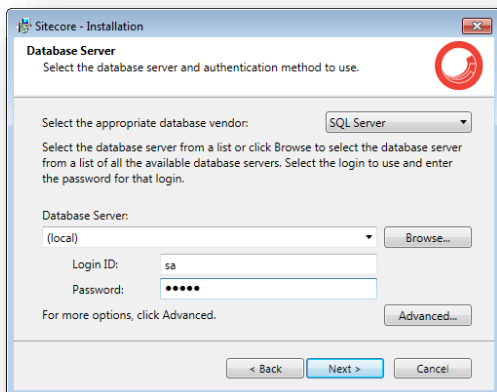 Sitecore - Installation
Database Server
Select the database server and authentication method to use.
Select the appropriate database vendor:
SQL Server
Select the database server from a list or click Browse to select the database server
from a list of all the available database servers. Select the login to use and enter
the password for that login.
Database Server:
(local)
Browse...
Login ID:
sa
Password:
●●●●●
For more options, click Advanced.
Advanced...
< Back
Next >
Cancel